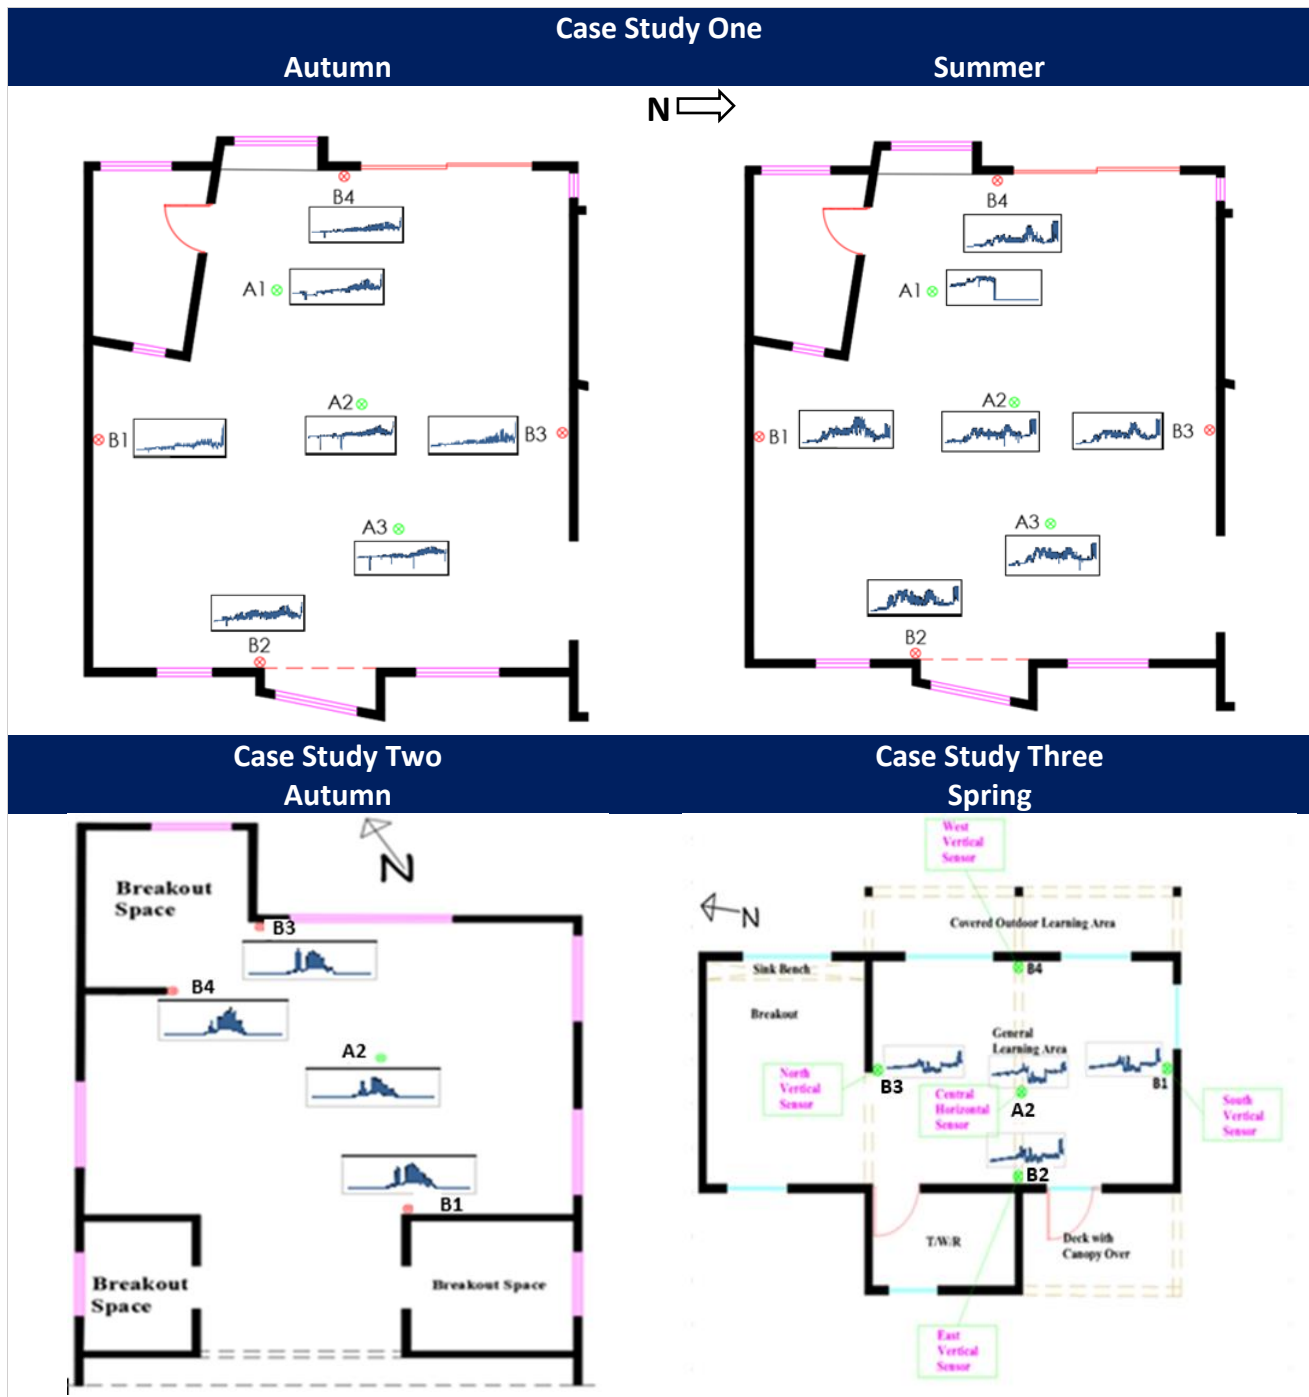 Case Study One
Autumn
Summer
N
B4
A1
A2
B1
B3
A3
B2
B4
A1
A2
B1
B3
A3
B2
Case Study Two
Autumn
Case Study Three
Spring
N
Breakout
Space
B3
B4
A2
B1
Breakout
Space
Breakout Space
West
Vertical
Sensor
N
Covered Outdoor Learning Area
Sink Bench
B4
Breakout
General
Learning Area
North
Vertical
Sensor
B3
Central
Horizontal
Sensor
A2
B1
South
Vertical
Sensor
B2
T/W/R
Deck with
Canopy Over
East
Vertical
Sensor